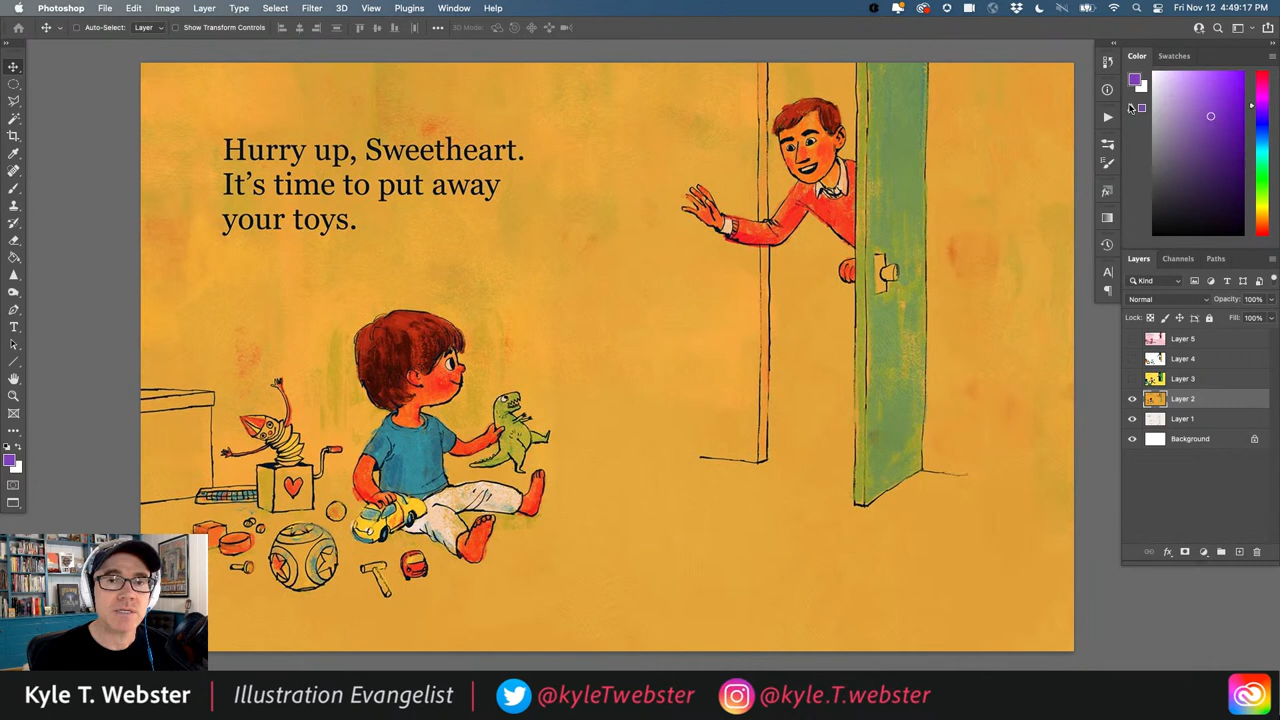 Photoshop File Edit Image Layer Type Select Filter 3D View Plugins Window Help Fri Nov 12 4:49:17 PM
Auto-Select: Layer Show Transform Controls 3D Mode:
Color Swatches
Hurry up, Sweetheart.
It's time to put away
your toys.
Layers Channels Paths
Kind
Normal Opacity: 100%
Lock: Fill: 100%
Layer 5
Layer 4
Layer 3
Layer 2
Layer 1
Background
Kyle T. Webster | Illustration Evangelist @kyleTwebster @kyle.T.webster